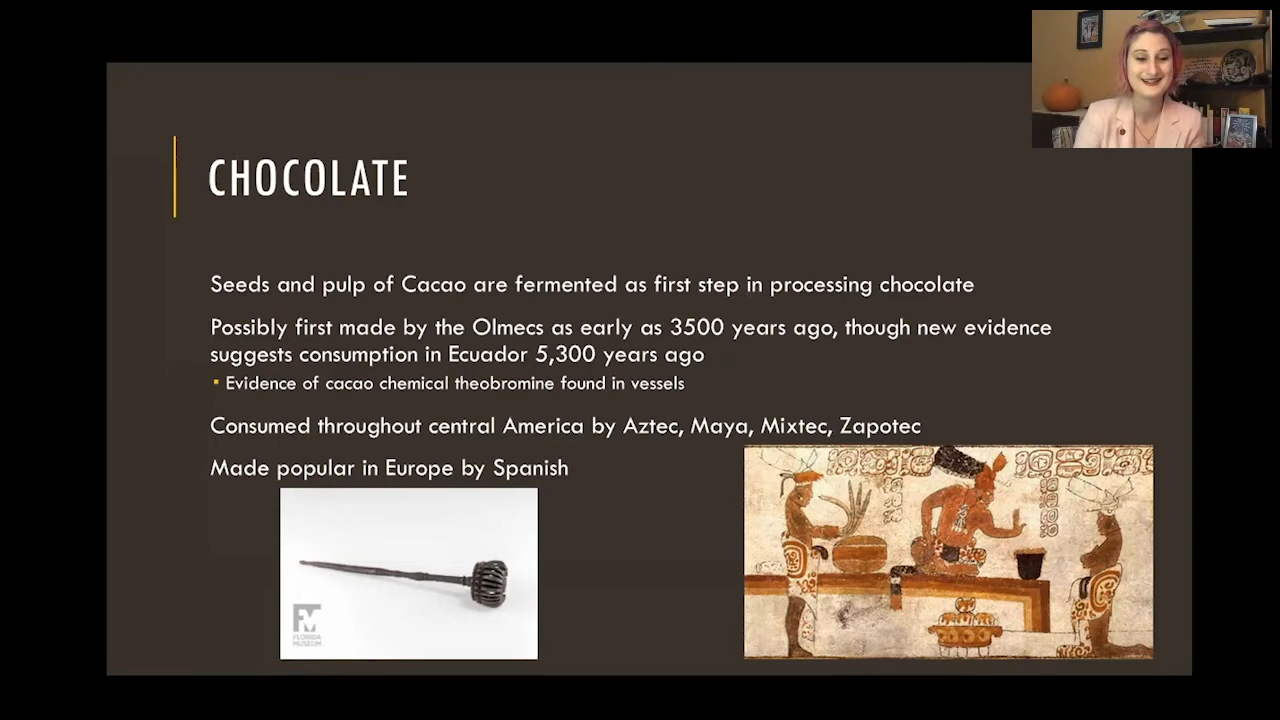 CHOCOLATE
Seeds and pulp of Cacao are fermented as first step in processing chocolate
Possibly first made by the Olmecs as early as 3500 years ago, though new evidence
suggests consumption in Ecuador 5,300 years ago
Evidence of cacao chemical theobromine found in vessels
Consumed throughout central America by Aztec, Maya, Mixtec, Zapotec
Made popular in Europe by Spanish
FM
FLORIDA
MUSEUM